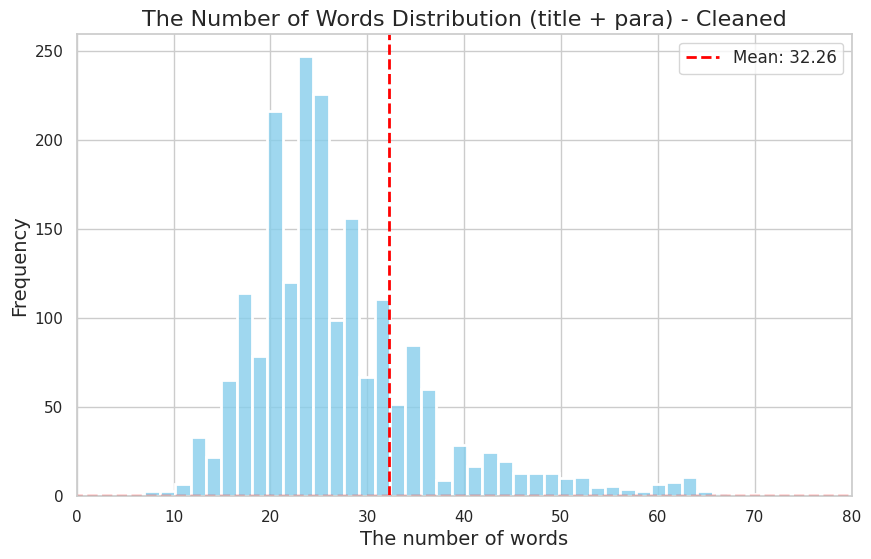 The Number of Words Distribution (title + para) - Cleaned
Mean: 32.26
250
200
150
100
50
0
Frequency
0 10 20 30 40 50 60 70 80
The number of words